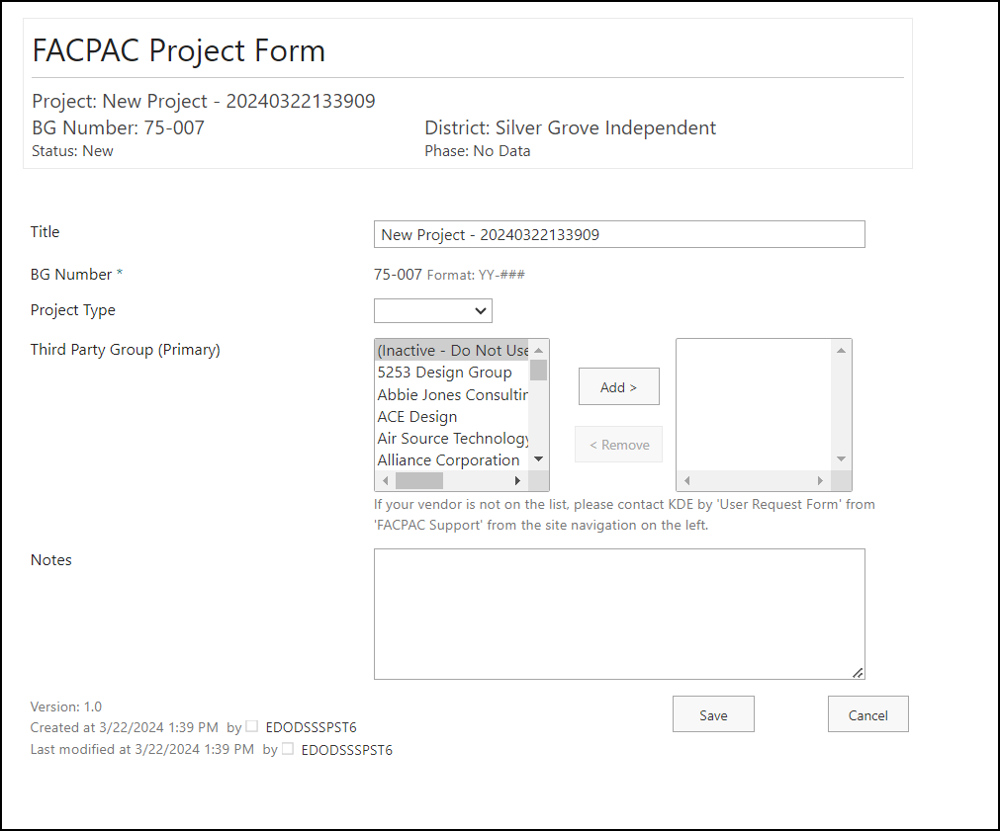 FACPAC Project Form
Project: New Project - 20240322133909
BG Number: 75-007
District: Silver Grove Independent
Status: New
Phase: No Data
Title
New Project - 20240322133909
BG Number *
75-007 Format: YY-###
Project Type
Third Party Group (Primary)
(Inactive - Do Not Use
5253 Design Group
Abbie Jones Consultin
ACE Design
Air Source Technology
Alliance Corporation
Add >
< Remove
If your vendor is not on the list, please contact KDE by 'User Request Form' from
'FACPAC Support' from the site navigation on the left.
Notes
Version: 1.0
Created at 3/22/2024 1:39 PM by EDODSSSPST6
Last modified at 3/22/2024 1:39 PM by EDODSSSPST6
Save
Cancel